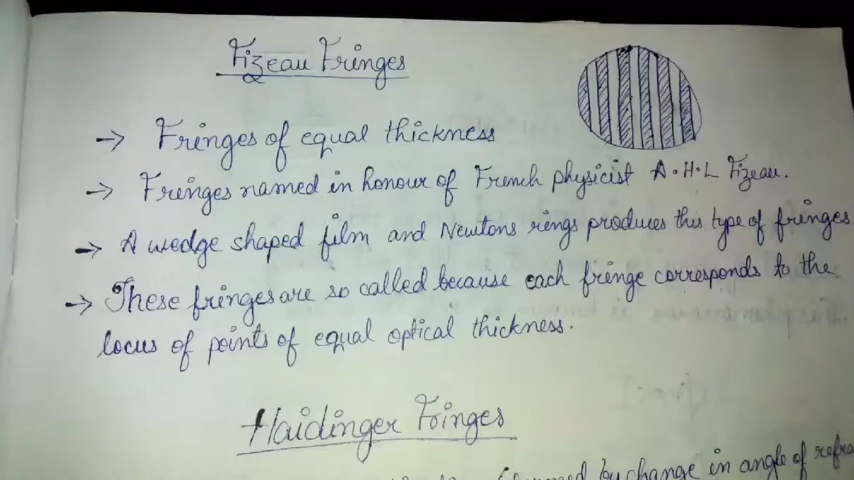 Fizeau Fringes
→ Fringes of equal thickness
→ Fringes named in honour of French physicist A.H.L Fizeau.
→ A wedge shaped film and Newtons rings produces this type of fringes
→ These fringes are so called because each fringe corresponds to the
locus of points of equal optical thickness.
Haidinger Fringes
by change in angle of